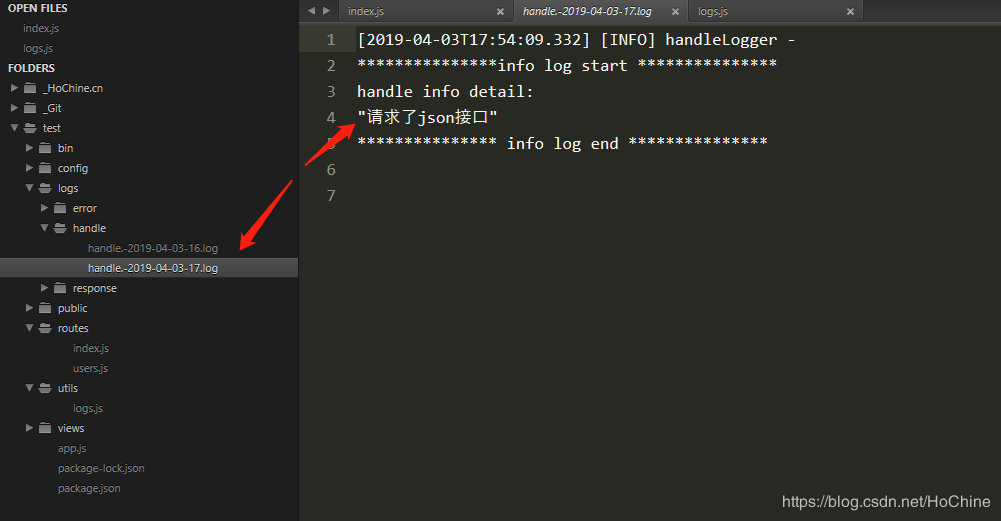 OPEN FILES
index.js
logs.js
FOLDERS
_HoChine.cn
_Git
test
bin
config
logs
error
handle
handle.-2019-04-03-16.log
handle.-2019-04-03-17.log
response
public
routes
index.js
users.js
utils
logs.js
views
app.js
package-lock.json
package.json
index.js
handle.-2019-04-03-17.log
logs.js
1 [2019-04-03T17:54:09.332] [INFO] handleLogger -
2 ***************info log start ***************
3 handle info detail:
4 "请求了json接口"
5 *************** info log end ***************
6
7
https://blog.csdn.net/HoChine